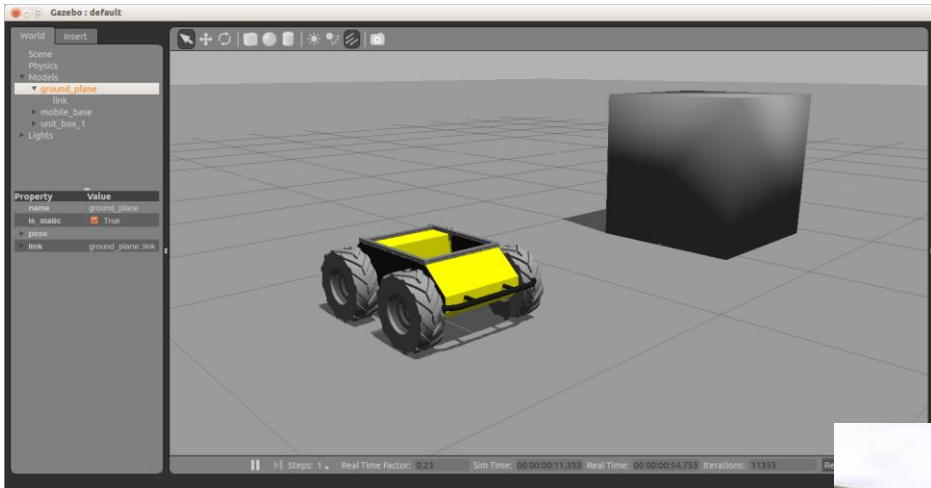 Gazebo : default
World Insert
Scene
Physics
Models
ground_plane
link
mobile_base
unit_box_1
Lights
Property Value
name ground_plane
is_static True
pose
link ground_plane::link
Steps: 1 Real Time Factor: 0.23 Sim Time: 00 00:00:11.353 Real Time: 00 00:00:54.753 Iterations: 11353 Re